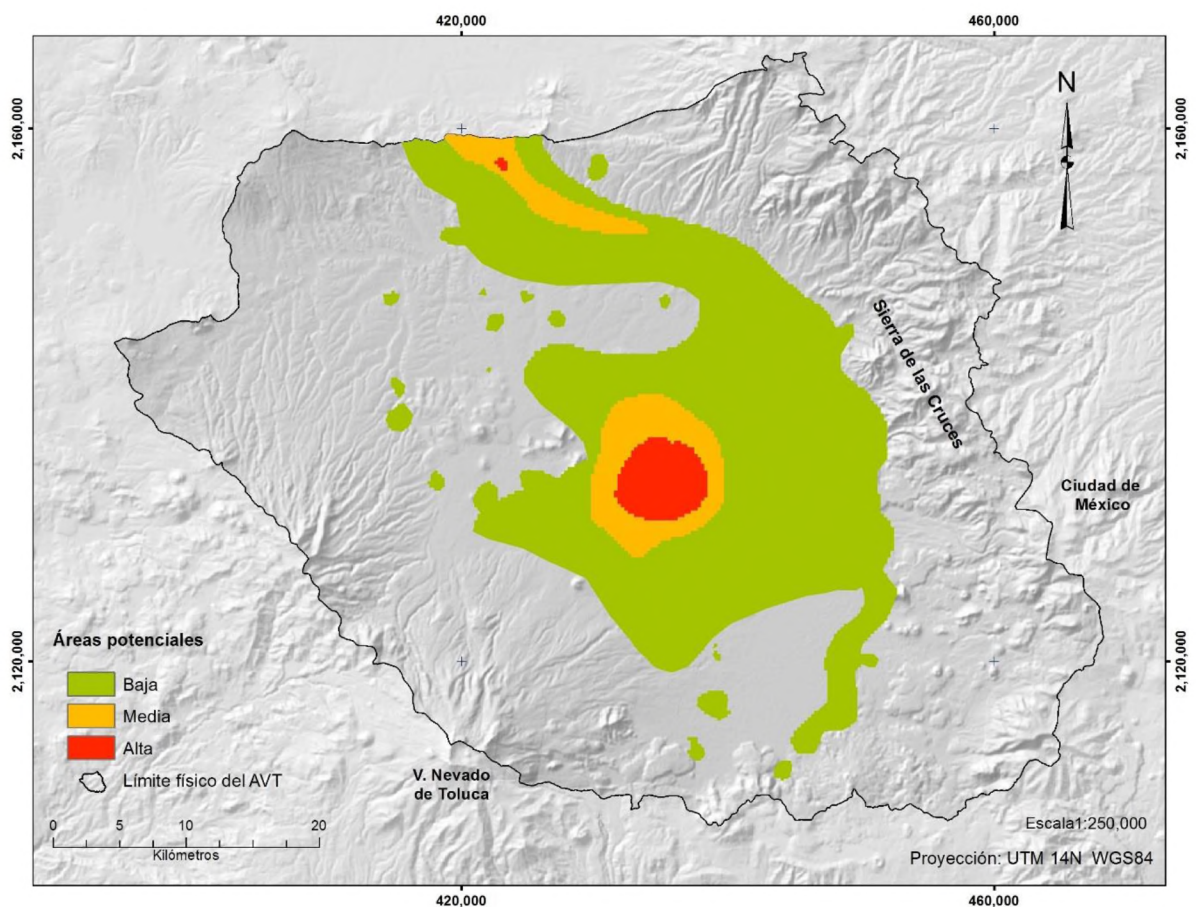 420,000
460,000
N
2,160,000
2,160,000
Sierra de las Cruces
Ciudad de
México
Áreas potenciales
Baja
Media
Alta
Límite físico del AVT
2,120,000
2,120,000
V. Nevado
de Toluca
0 5 10 20
Kilómetros
Escala1:250,000
Proyección: UTM 14N WGS84
420,000
460,000